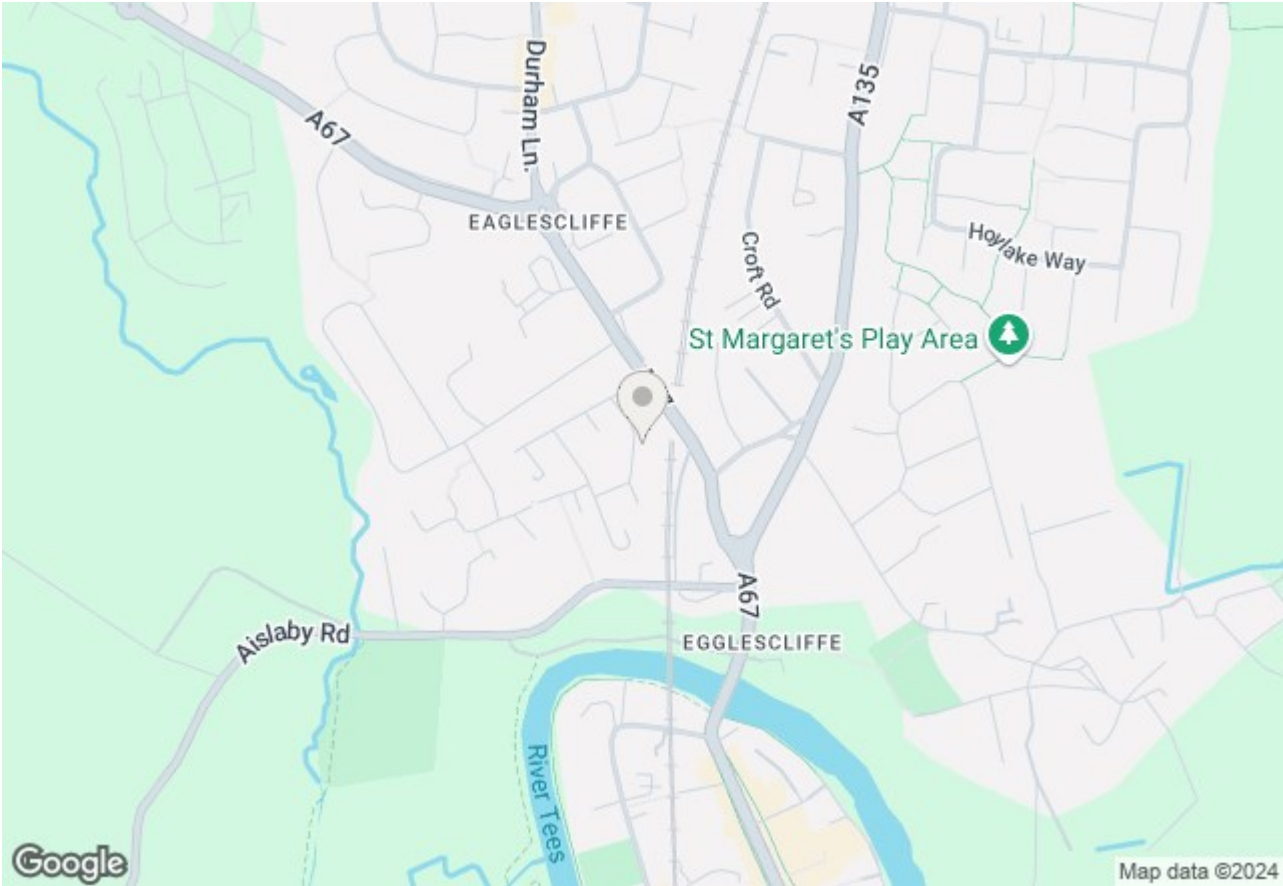 Durham Ln.
A67
A135
EAGLESCLIFFE
Croft Rd
Hoylake Way
St Margaret's Play Area
A67
Aislaby Rd
EGGLESCLIFFE
River Tees
Google
Map data ©2024